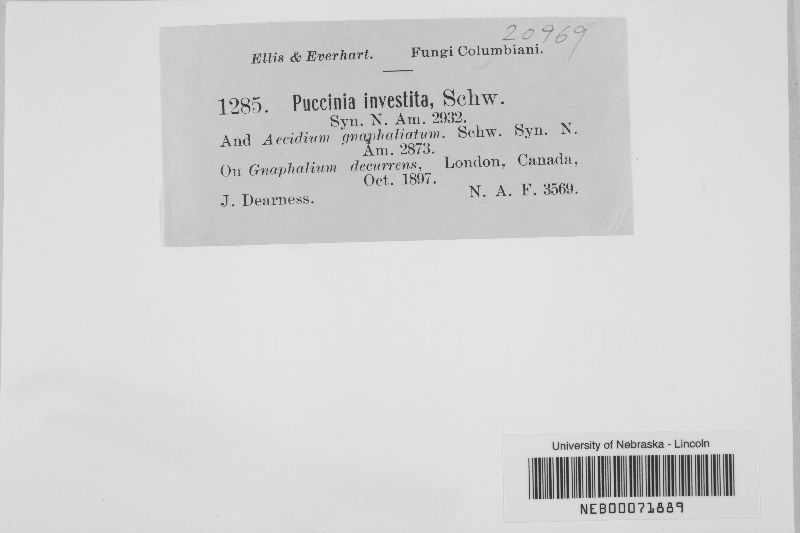 20969
Ellis & Everhart. Fungi Columbiani.
1285. Puccinia investita, Schw.
Syn. N. Am. 2932.
And Aecidium gnaphaliatum. Schw. Syn. N.
Am. 2873.
On Gnaphalium decurrens, London, Canada,
Oct. 1897.
J. Dearness. N. A. F. 3569.
University of Nebraska - Lincoln
NEB00071889